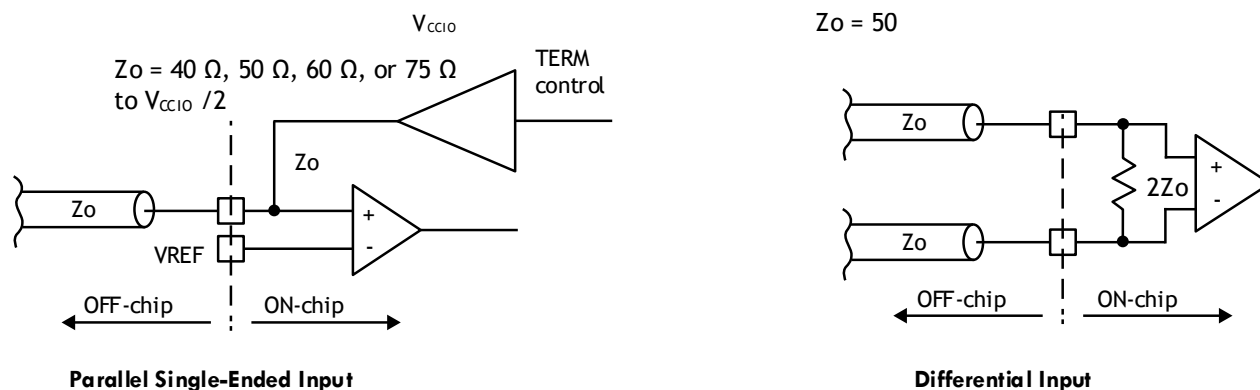 VCCIO
Zo = 40 Ω, 50 Ω, 60 Ω, or 75 Ω
to VCCIO /2
TERM
control
Zo
Zo
+
-
VREF
OFF-chip
ON-chip
Parallel Single-Ended Input
Zo = 50
Zo
+
-
2Zo
Zo
OFF-chip
ON-chip
Differential Input